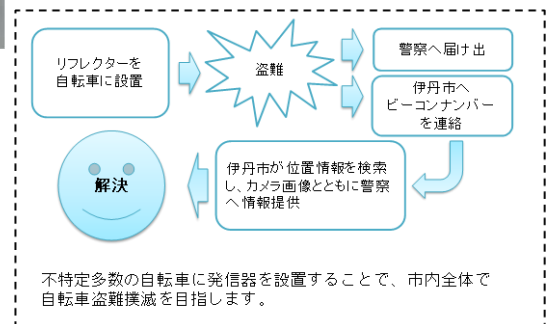 リフレクターを
自転車に設置
盗難
警察へ届け出
伊丹市へ
ビーコンナンバー
を連絡
伊丹市が位置情報を検索
し、カメラ画像とともに警察
へ情報提供
解決
不特定多数の自転車に発信器を設置することで、市内全体で
自転車盗難撲滅を目指します。